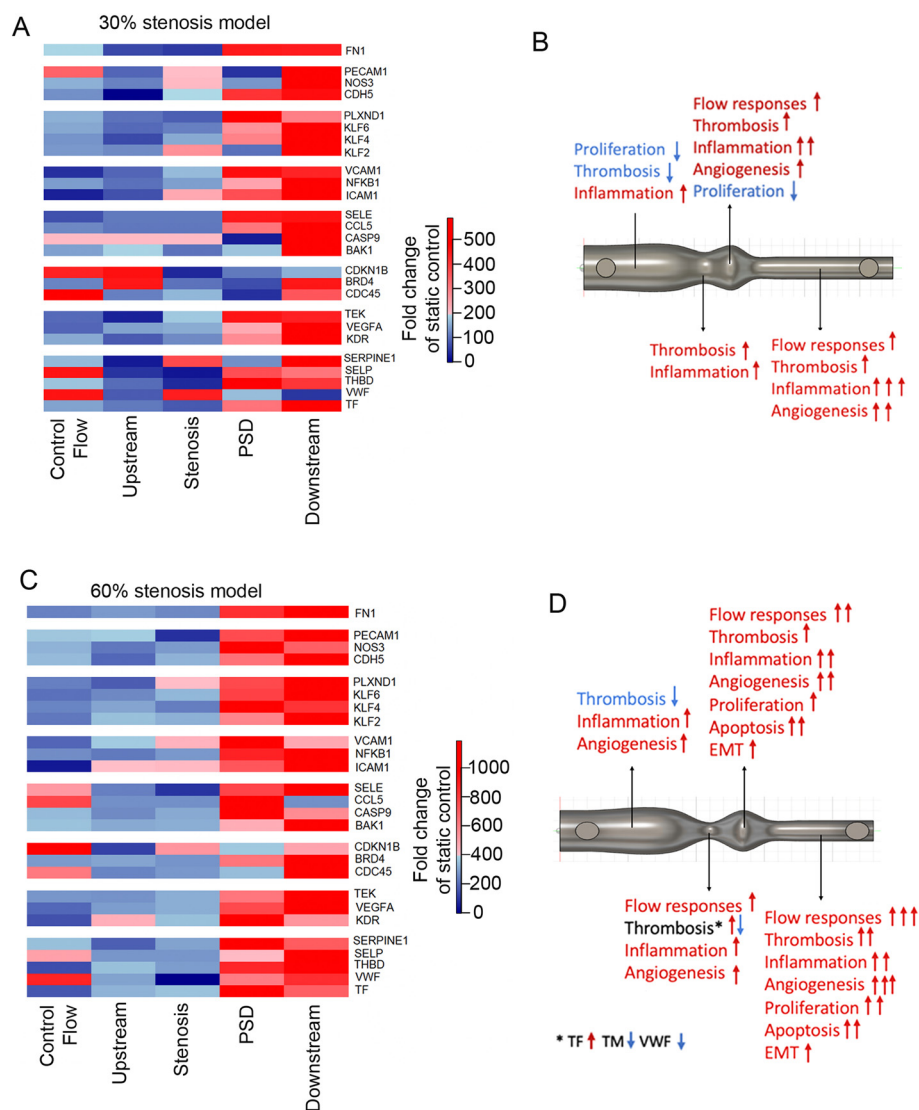 A
30% stenosis model
FN1
PECAM1
NOS3
CDH5
PLXND1
KLF6
KLF4
KLF2
VCAM1
NFKB1
ICAM1
SELE
CCL5
CASP9
BAK1
CDKN1B
BRD4
CDC45
TEK
VEGFA
KDR
SERPINE1
SELP
THBD
VWF
TF
Control
Flow
Upstream
Stenosis
PSD
Downstream
Fold change
of static control
500
400
300
200
100
0
B
Proliferation ↓
Thrombosis ↓
Inflammation ↑
Flow responses ↑
Thrombosis ↑
Inflammation ↑↑
Angiogenesis ↑
Proliferation ↓
Thrombosis ↑
Inflammation ↑
Flow responses ↑
Thrombosis ↑
Inflammation ↑↑↑
Angiogenesis ↑↑
C
60% stenosis model
FN1
PECAM1
NOS3
CDH5
PLXND1
KLF6
KLF4
KLF2
VCAM1
NFKB1
ICAM1
SELE
CCL5
CASP9
BAK1
CDKN1B
BRD4
CDC45
TEK
VEGFA
KDR
SERPINE1
SELP
THBD
VWF
TF
Control
Flow
Upstream
Stenosis
PSD
Downstream
Fold change
of static control
1000
800
600
400
200
0
D
Thrombosis ↓
Inflammation ↑
Angiogenesis ↑
Flow responses ↑↑
Thrombosis ↑
Inflammation ↑↑
Angiogenesis ↑↑
Proliferation ↑
Apoptosis ↑↑
EMT ↑
Flow responses ↑
Thrombosis* ↑↓
Inflammation ↑
Angiogenesis ↑
Flow responses ↑↑↑
Thrombosis ↑↑
Inflammation ↑↑
Angiogenesis ↑↑↑
Proliferation ↑↑
Apoptosis ↑↑
EMT ↑
* TF ↑ TM ↓ VWF ↓